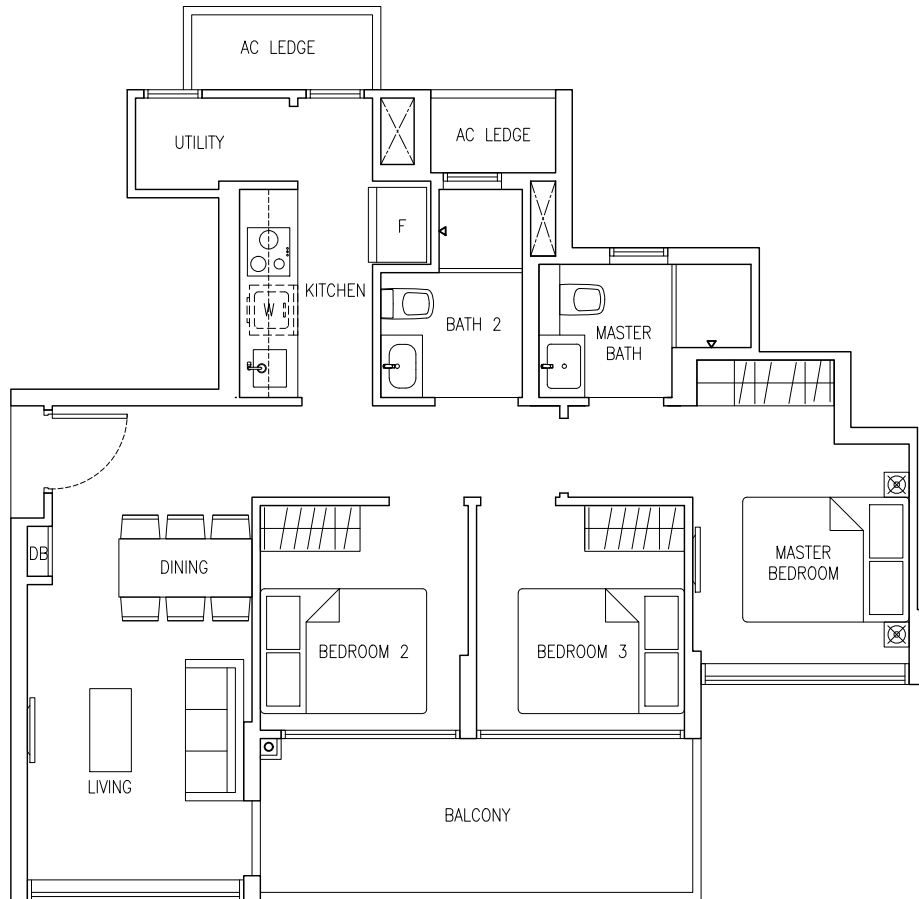 AC LEDGE
UTILITY
AC LEDGE
F
KITCHEN
W
BATH 2
MASTER
BATH
DB
DINING
MASTER
BEDROOM
BEDROOM 2
BEDROOM 3
LIVING
BALCONY